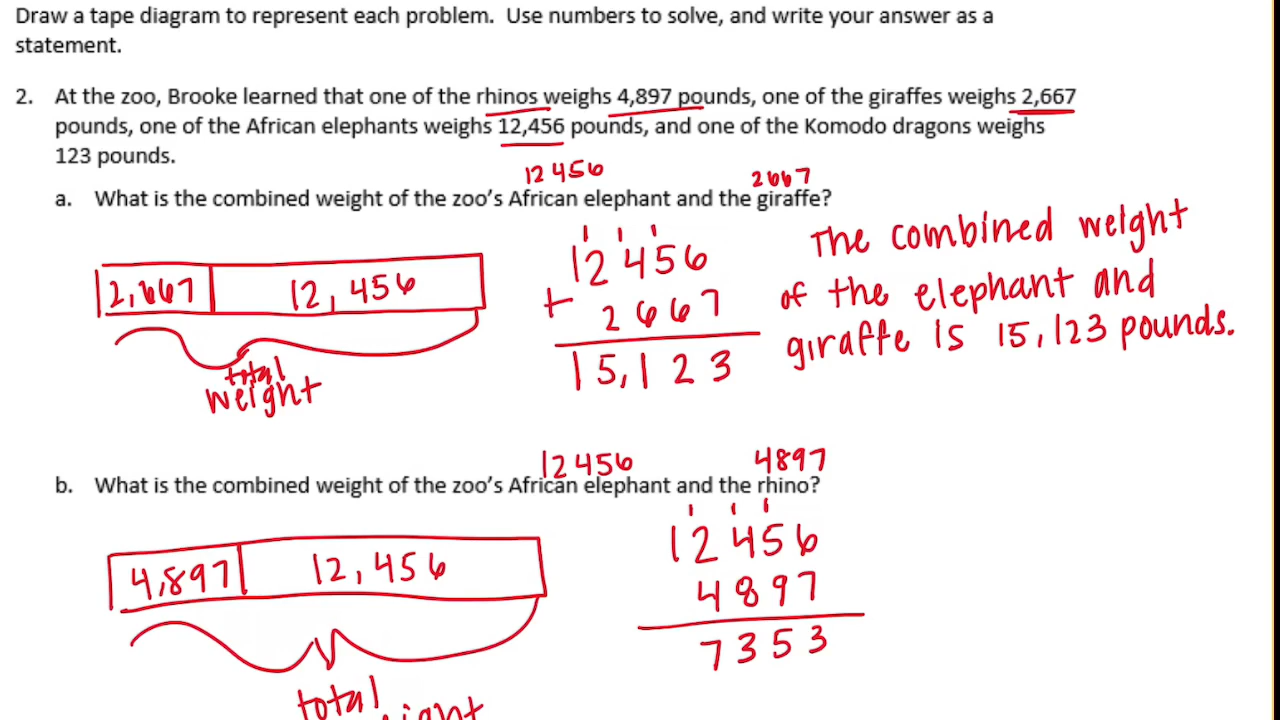 Draw a tape diagram to represent each problem. Use numbers to solve, and write your answer as a
statement.
2. At the zoo, Brooke learned that one of the rhinos weighs 4,897 pounds, one of the giraffes weighs 2,667
pounds, one of the African elephants weighs 12,456 pounds, and one of the Komodo dragons weighs
123 pounds.
12456
2667
a. What is the combined weight of the zoo's African elephant and the giraffe?
2,667
12,456
total
weight
1 1 1
12456
+ 2667
15,123
The combined weight
of the elephant and
giraffe is 15,123 pounds.
12456
4897
b. What is the combined weight of the zoo's African elephant and the rhino?
4,897
12,456
total
1 1 1
12456
4897
7353